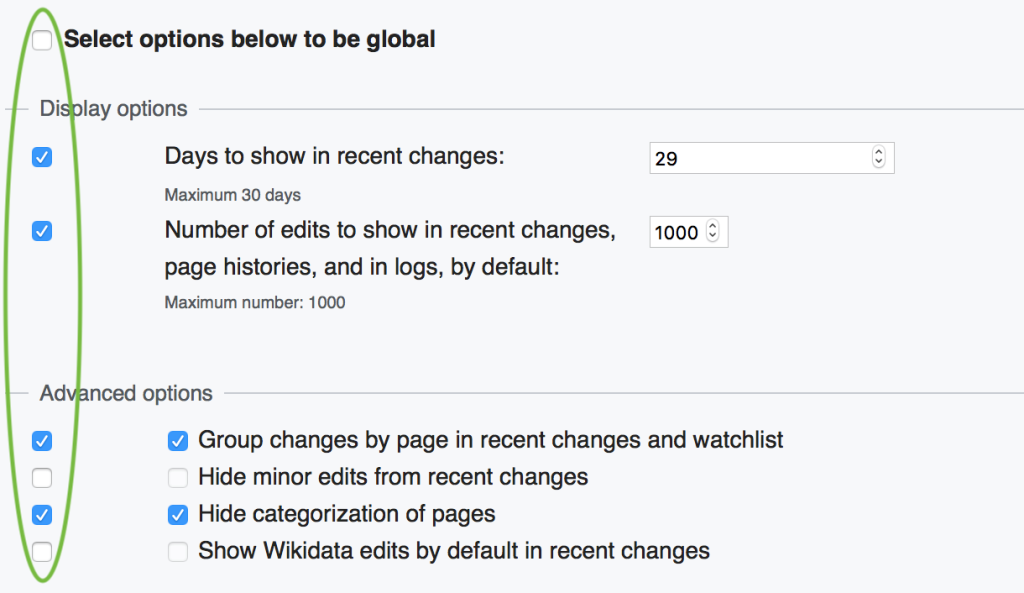 Select options below to be global
Display options
Days to show in recent changes:
29
Maximum 30 days
Number of edits to show in recent changes,
1000
page histories, and in logs, by default:
Maximum number: 1000
Advanced options
Group changes by page in recent changes and watchlist
Hide minor edits from recent changes
Hide categorization of pages
Show Wikidata edits by default in recent changes